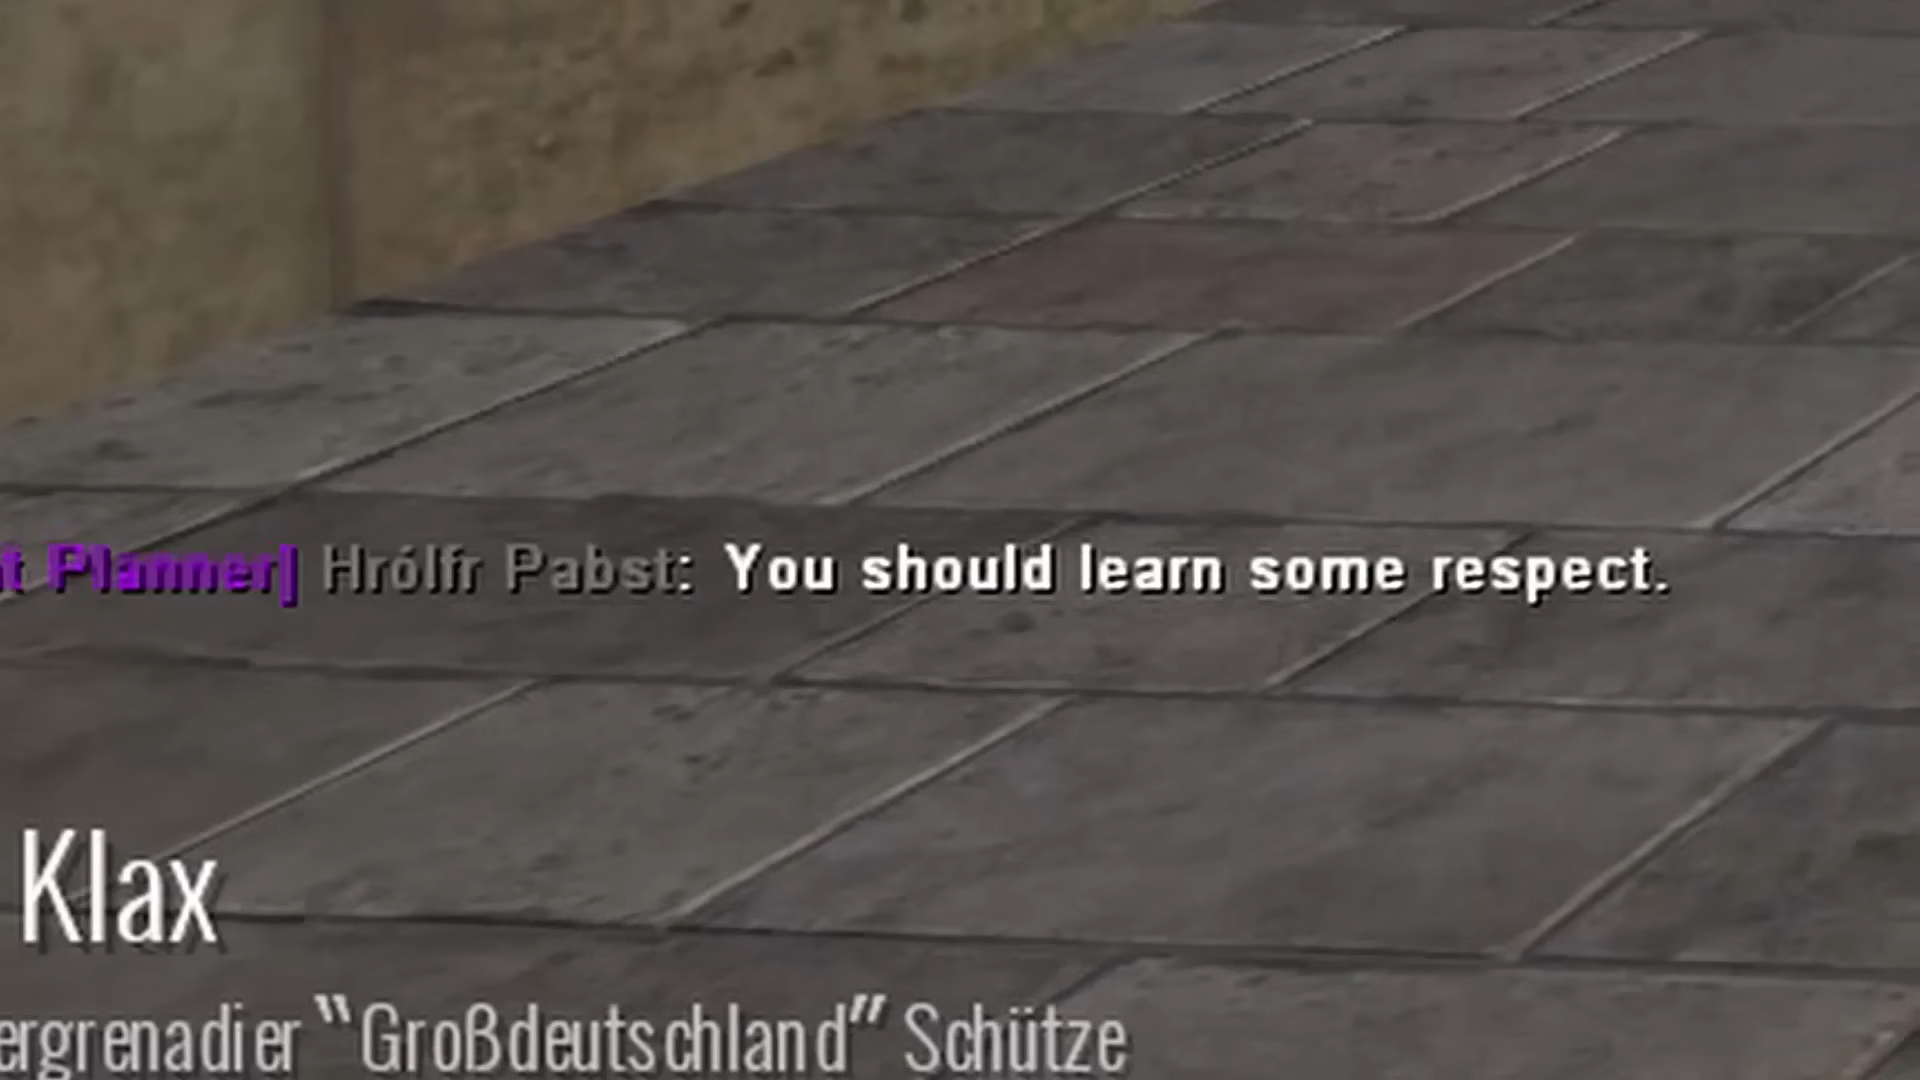 t Planner] Hrólfr Pabst: You should learn some respect.
Klax
ergrenadier "Großdeutschland" Schütze